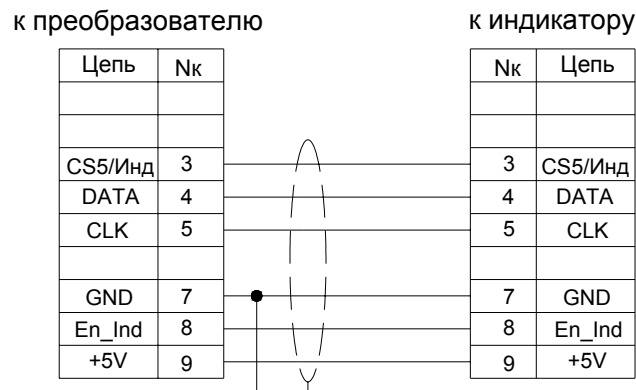 к преобразователю к индикатору
Цепь Nк Nк Цепь
CS5/Инд 3 3 CS5/Инд
DATA 4 4 DATA
CLK 5 5 CLK
GND 7 7 GND
En_Ind 8 8 En_Ind
+5V 9 9 +5V